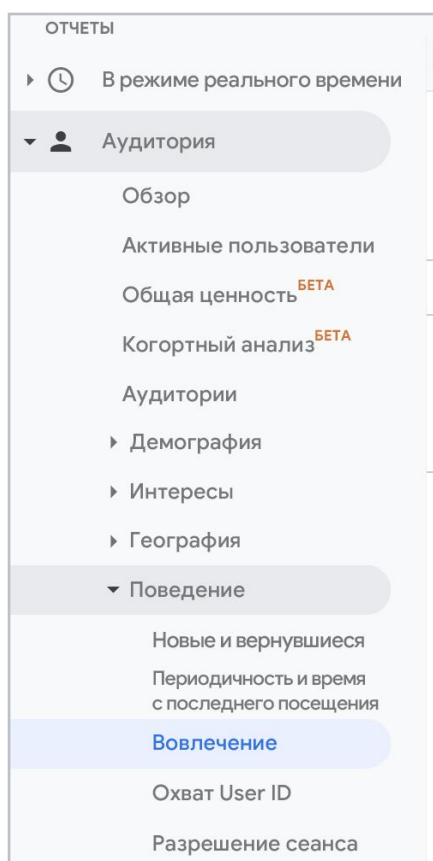 ОТЧЕТЫ
В режиме реального времени
Аудитория
Обзор
Активные пользователи
Общая ценность БЕТА
Когортный анализ БЕТА
Аудитории
Демография
Интересы
География
Поведение
Новые и вернувшиеся
Периодичность и время
с последнего посещения
Вовлечение
Охват User ID
Разрешение сеанса